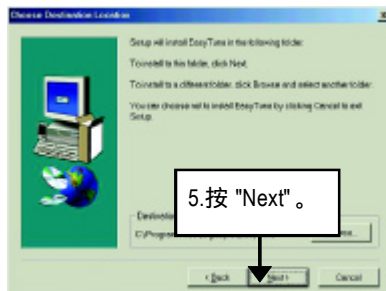 Choose Destination Location
Setup will install EasyTune in the following folder.
To install to this folder, click Next.
To install to a different folder, click Browse and select another folder.
You can choose not to install EasyTune by clicking Cancel to exit
Setup.
5.按 "Next" 。
Destination
C:\Program
< Back
Next >
Cancel